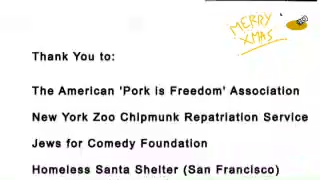 MERRY
XMAS
Thank You to:
The American 'Pork is Freedom' Association
New York Zoo Chipmunk Repatriation Service
Jews for Comedy Foundation
Homeless Santa Shelter (San Francisco)